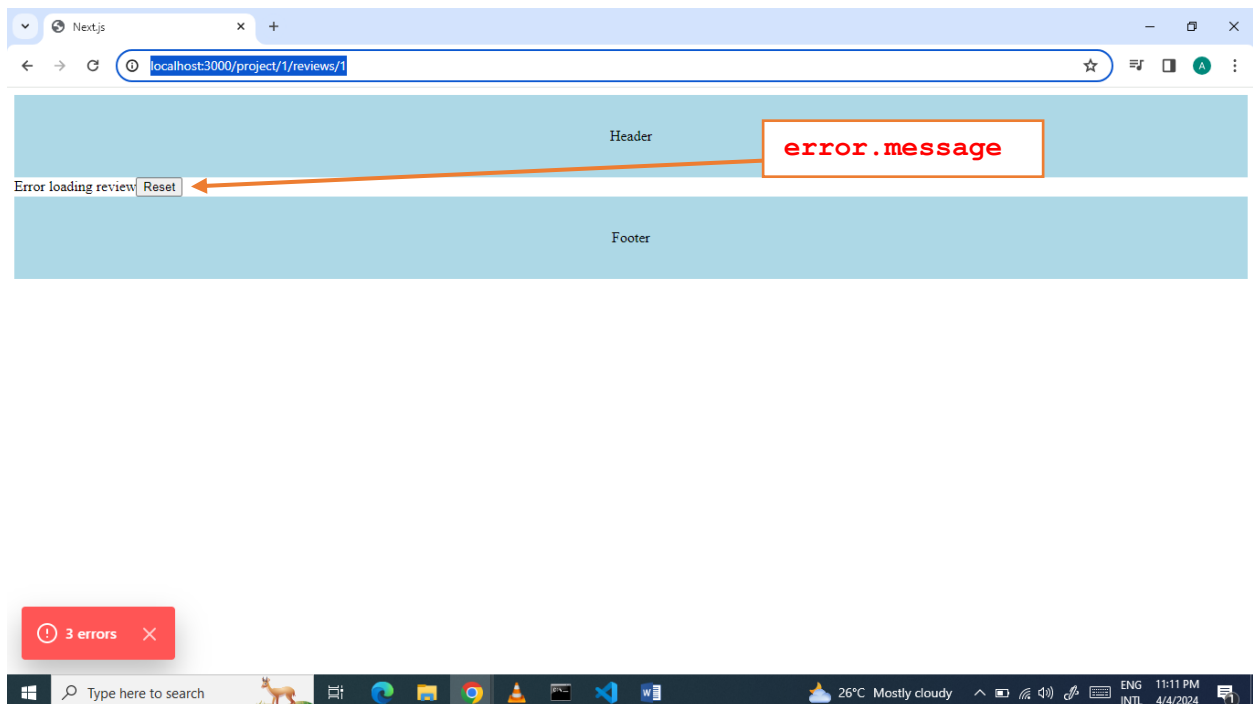 Next.js
localhost:3000/project/1/reviews/1
A
Header
error.message
Error loading review Reset
Footer
3 errors
Type here to search
26°C Mostly cloudy
ENG
INTL
11:11 PM
4/4/2024
1